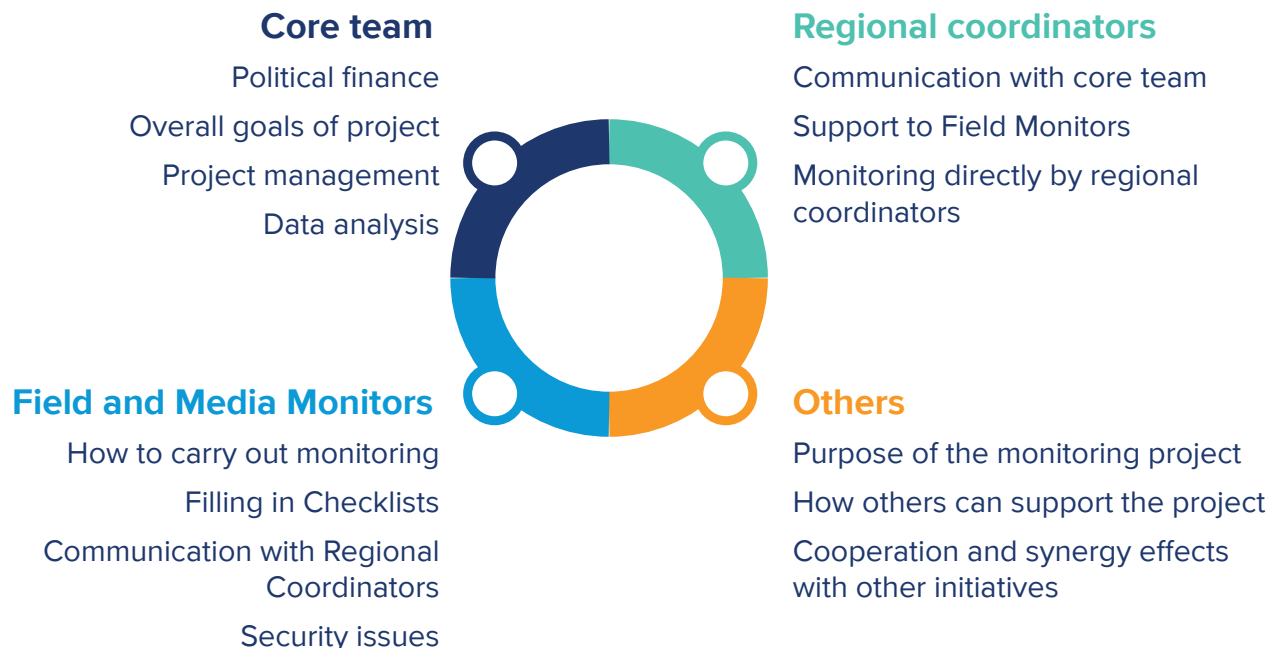 Core team
Political finance
Overall goals of project
Project management
Data analysis
Regional coordinators
Communication with core team
Support to Field Monitors
Monitoring directly by regional
coordinators
Field and Media Monitors
How to carry out monitoring
Filling in Checklists
Communication with Regional
Coordinators
Security issues
Others
Purpose of the monitoring project
How others can support the project
Cooperation and synergy effects
with other initiatives